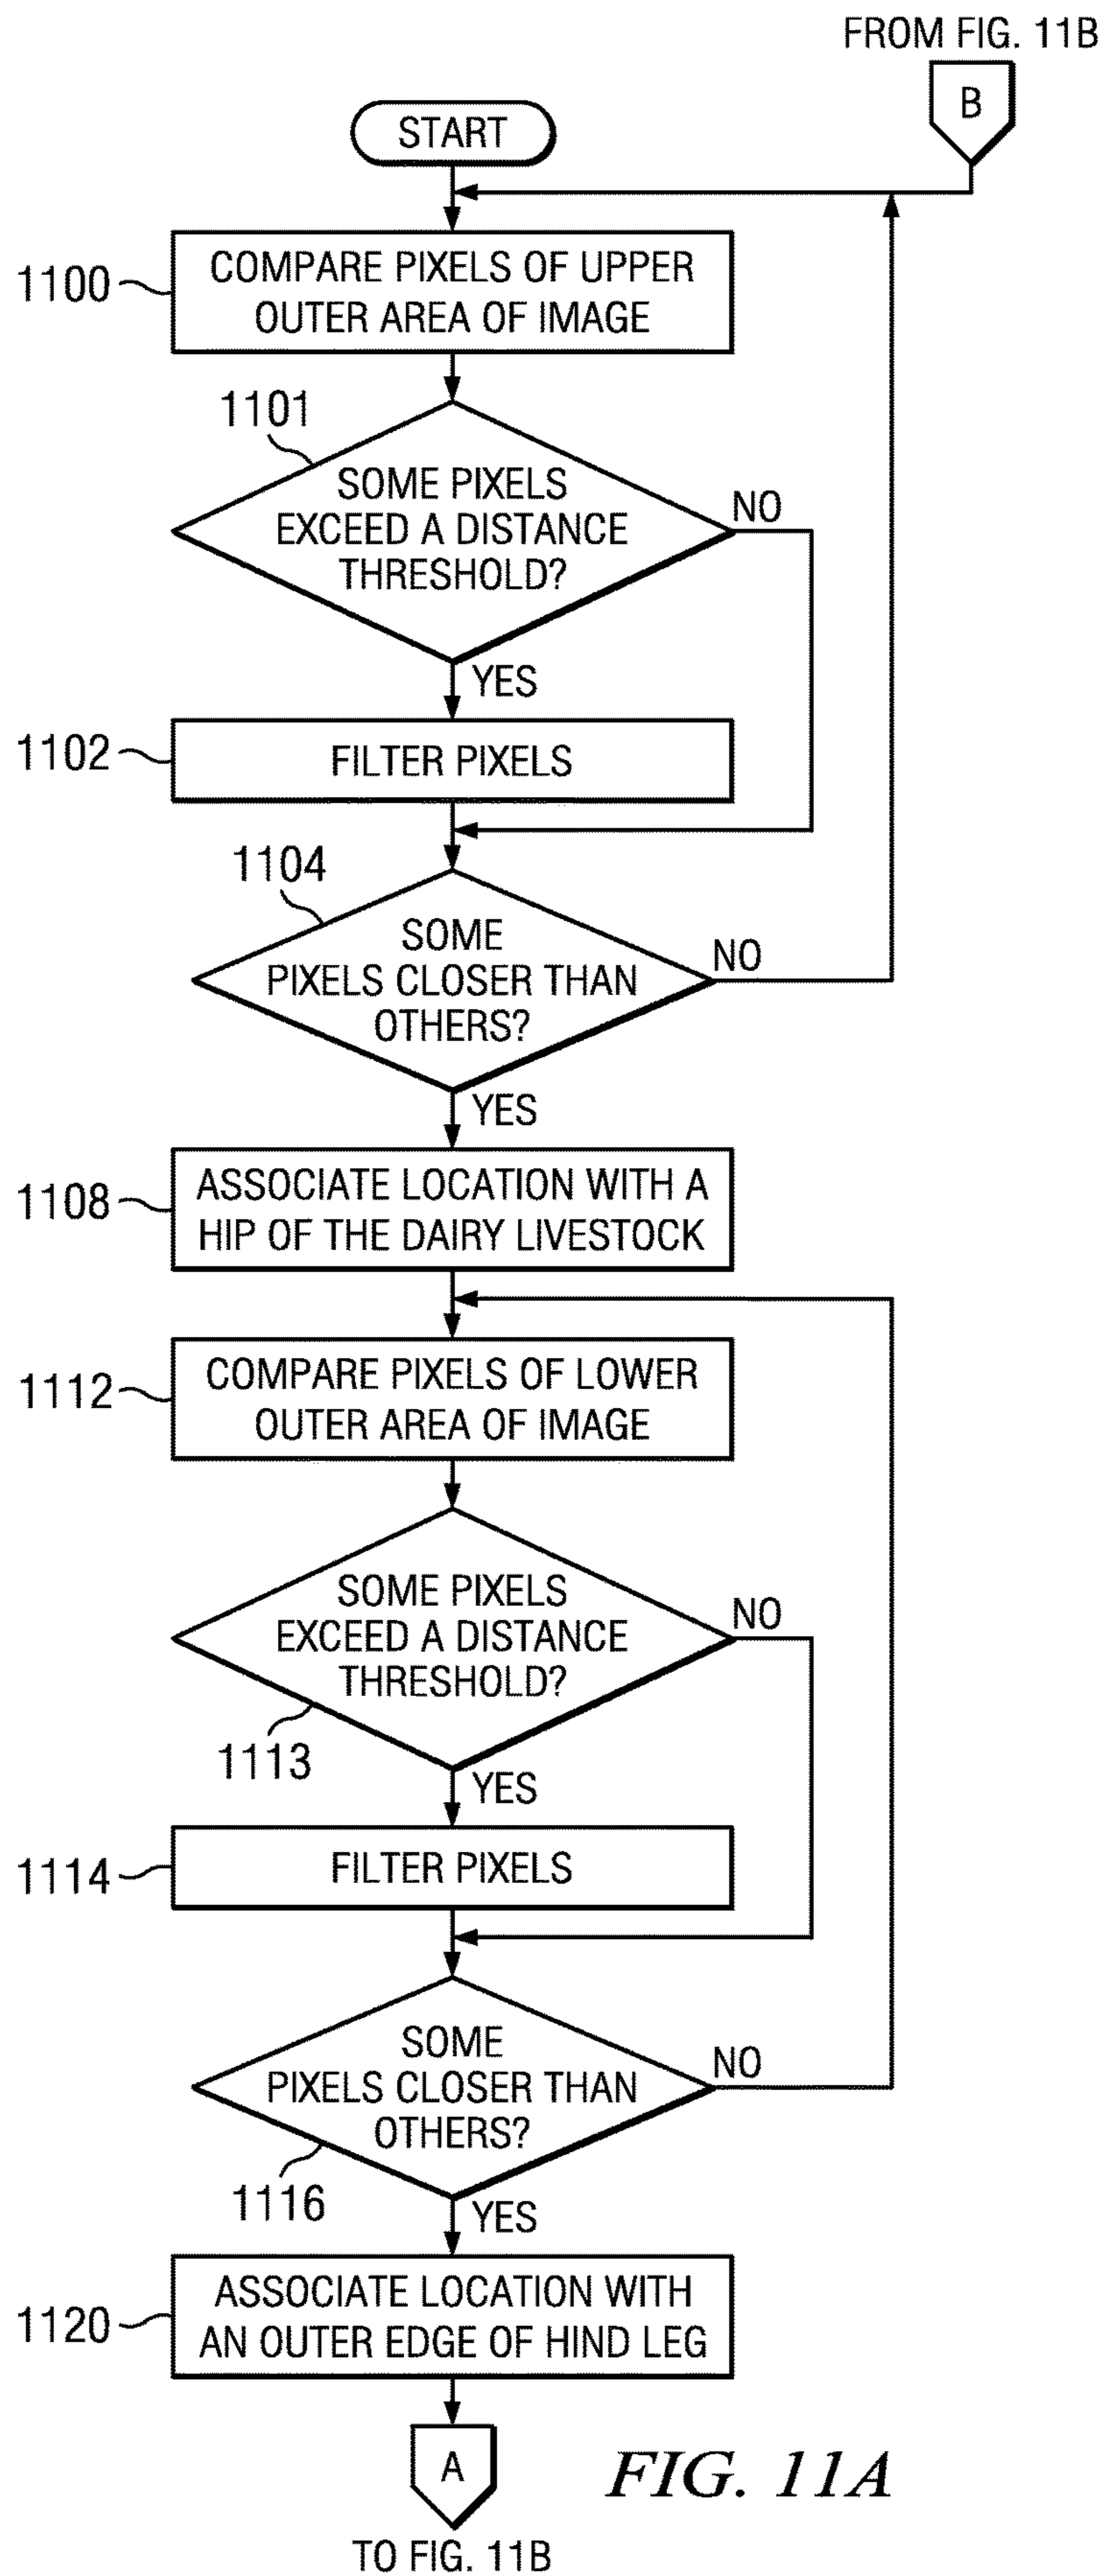 FROM FIG. 11B
B
START
1100
COMPARE PIXELS OF UPPER
OUTER AREA OF IMAGE
1101
SOME PIXELS
EXCEED A DISTANCE
THRESHOLD?
NO
YES
1102
FILTER PIXELS
1104
SOME
PIXELS CLOSER THAN
OTHERS?
NO
YES
1108
ASSOCIATE LOCATION WITH A
HIP OF THE DAIRY LIVESTOCK
1112
COMPARE PIXELS OF LOWER
OUTER AREA OF IMAGE
SOME PIXELS
EXCEED A DISTANCE
THRESHOLD?
NO
1113
YES
1114
FILTER PIXELS
SOME
PIXELS CLOSER THAN
OTHERS?
NO
1116
YES
1120
ASSOCIATE LOCATION WITH
AN OUTER EDGE OF HIND LEG
A
FIG. 11A
TO FIG. 11B